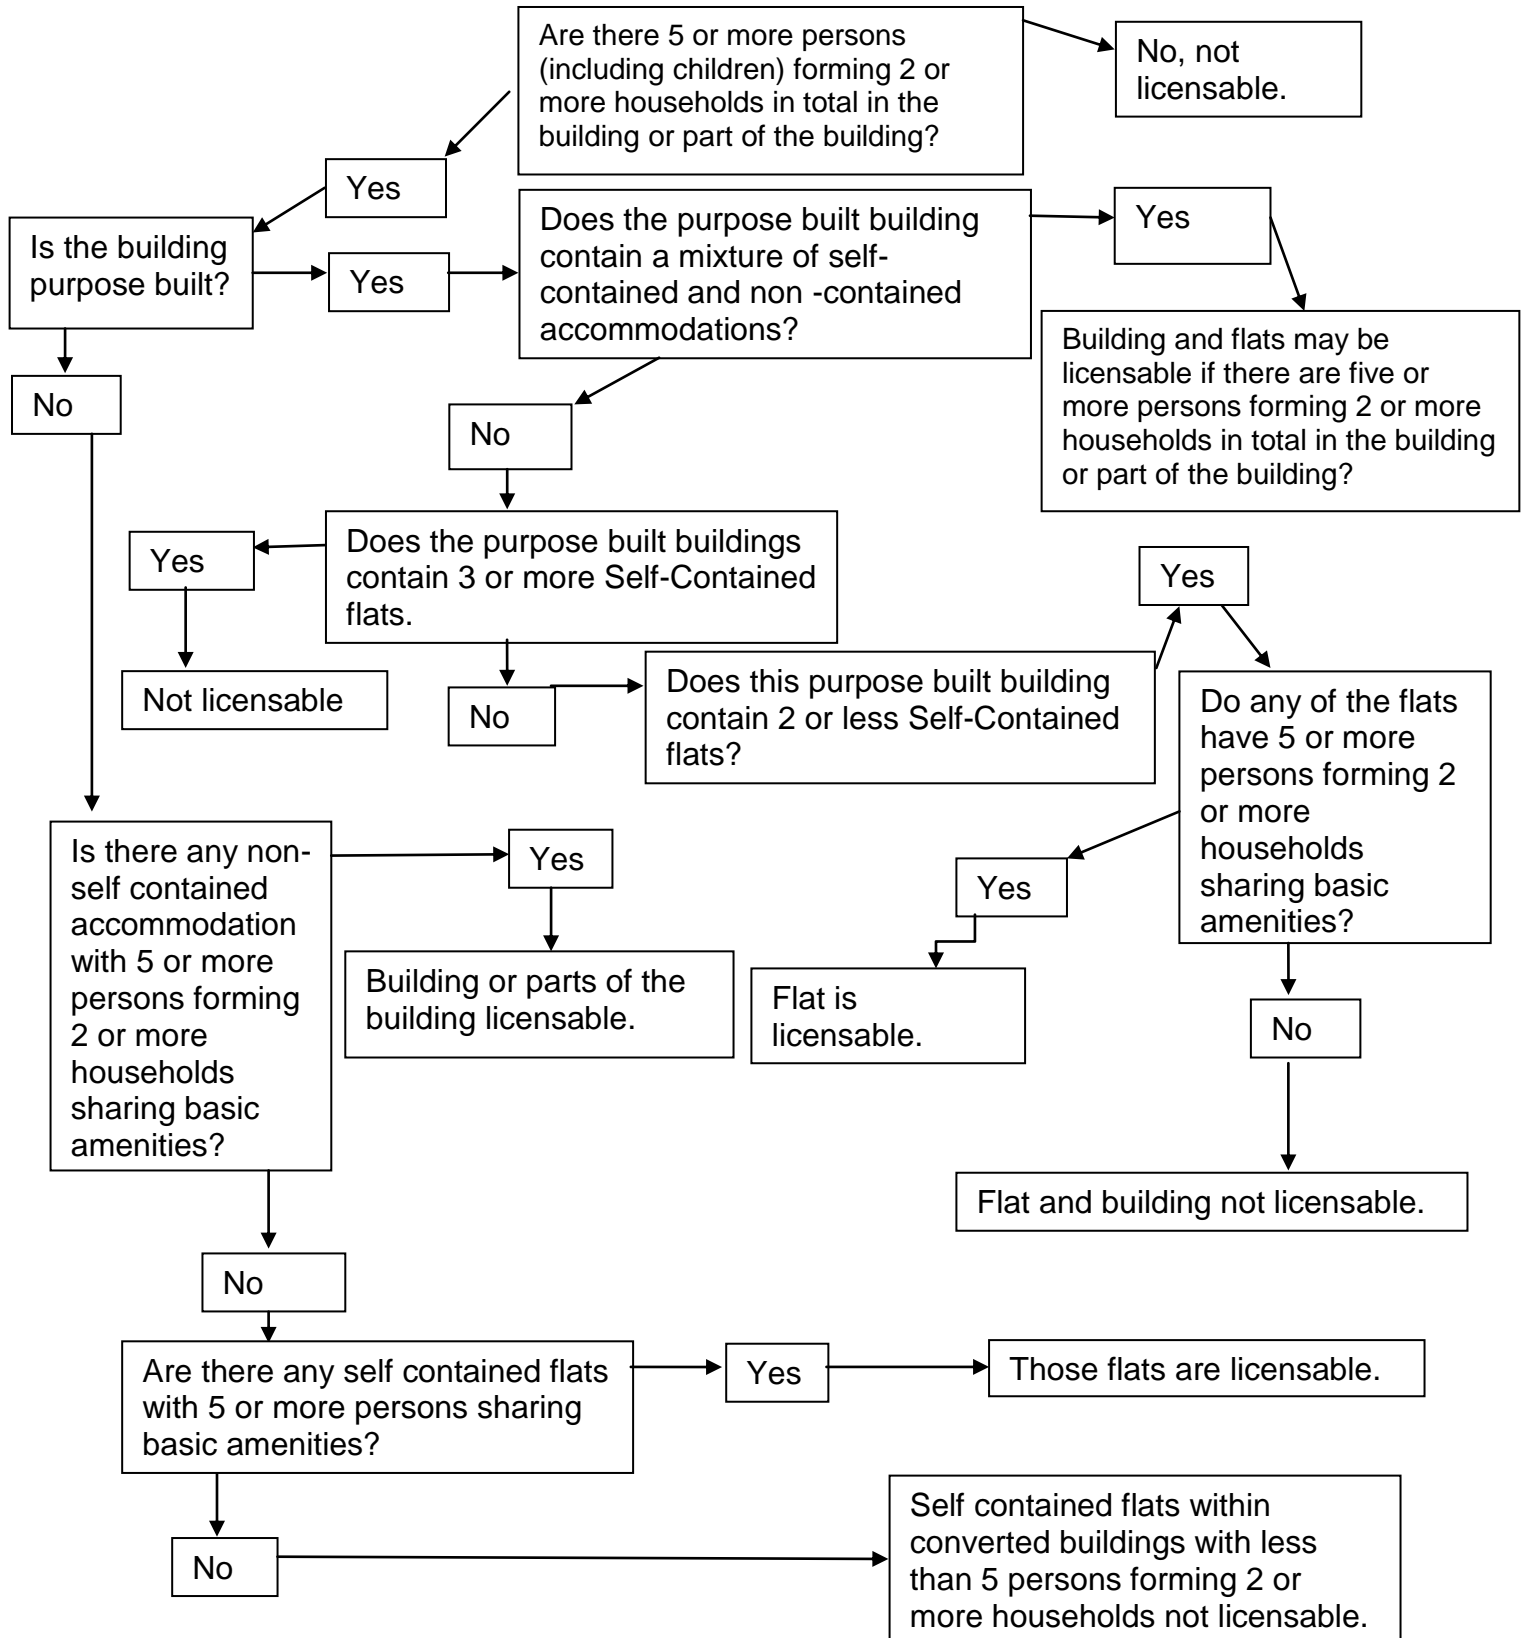 Are there 5 or more persons
(including children) forming 2 or
more households in total in the
building or part of the building?
No, not
licensable.
Yes
Is the building
purpose built?
Yes
Does the purpose built building
contain a mixture of self-
contained and non -contained
accommodations?
Yes
Building and flats may be
licensable if there are five or
more persons forming 2 or more
households in total in the building
or part of the building?
No
No
Does the purpose built buildings
contain 3 or more Self-Contained
flats.
Yes
Not licensable
No
Does this purpose built building
contain 2 or less Self-Contained
flats?
Yes
Do any of the flats
have 5 or more
persons forming 2
or more
households
sharing basic
amenities?
Yes
Flat is
licensable.
No
Flat and building not licensable.
Is there any non-
self contained
accommodation
with 5 or more
persons forming
2 or more
households
sharing basic
amenities?
Yes
Building or parts of the
building licensable.
No
Are there any self contained flats
with 5 or more persons sharing
basic amenities?
Yes
Those flats are licensable.
No
Self contained flats within
converted buildings with less
than 5 persons forming 2 or
more households not licensable.